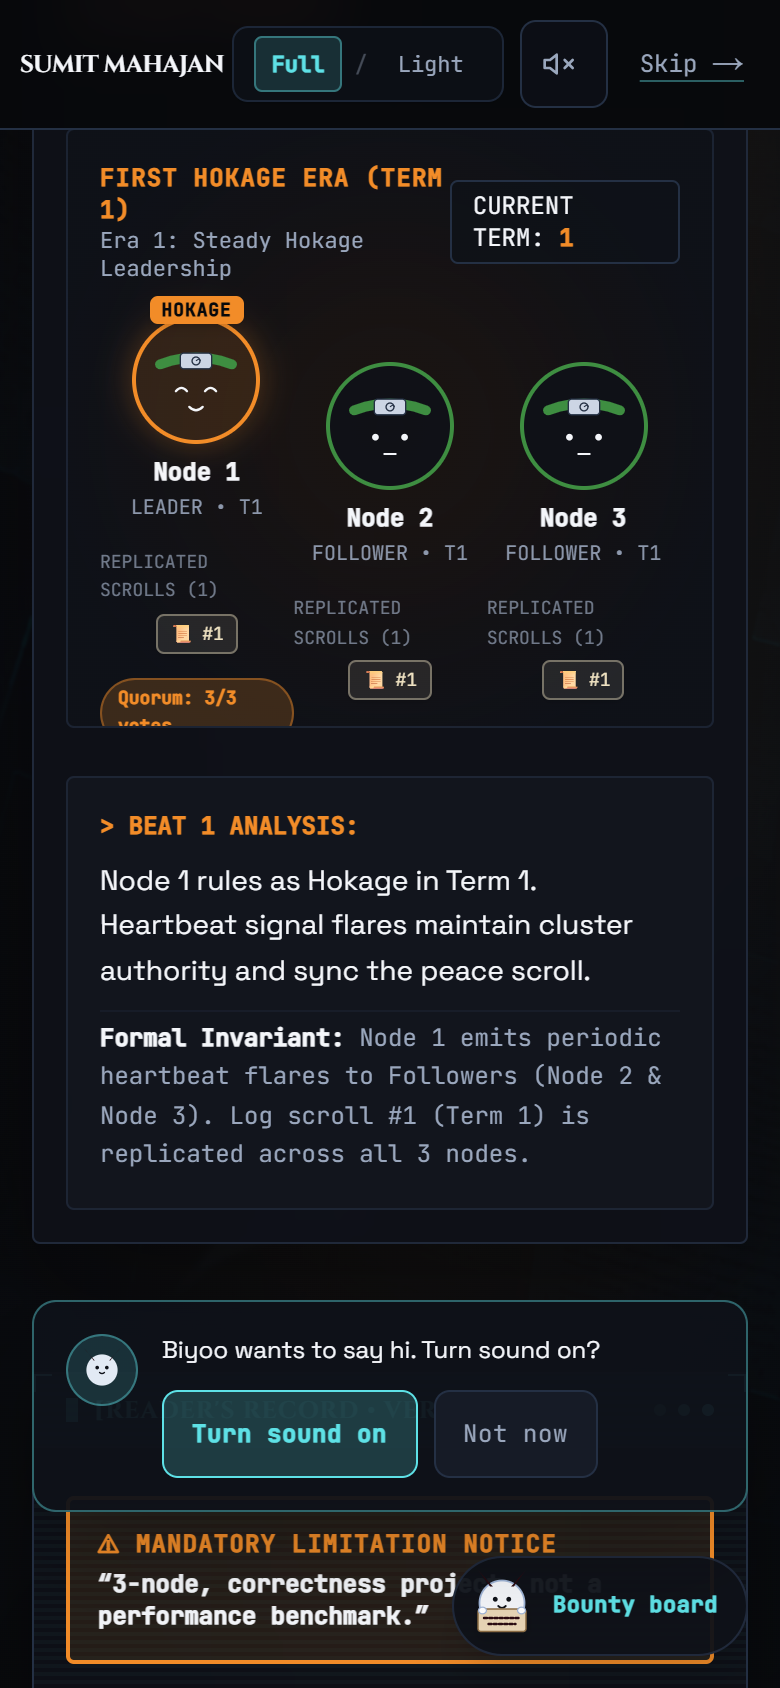 SUMIT MAHAJAN
Full / Light
Skip →
FIRST HOKAGE ERA (TERM
1)
Era 1: Steady Hokage
Leadership
CURRENT
TERM: 1
HOKAGE
Node 1
LEADER • T1
REPLICATED
SCROLLS (1)
📜 #1
Quorum: 3/3
votes
Node 2
FOLLOWER • T1
REPLICATED
SCROLLS (1)
📜 #1
Node 3
FOLLOWER • T1
REPLICATED
SCROLLS (1)
📜 #1
> BEAT 1 ANALYSIS:
Node 1 rules as Hokage in Term 1.
Heartbeat signal flares maintain cluster
authority and sync the peace scroll.
Formal Invariant: Node 1 emits periodic
heartbeat flares to Followers (Node 2 &
Node 3). Log scroll #1 (Term 1) is
replicated across all 3 nodes.
Biyoo wants to say hi. Turn sound on?
Turn sound on
Not now
⚠ MANDATORY LIMITATION NOTICE
“3-node, correctness project, not a
performance benchmark.”
Bounty board